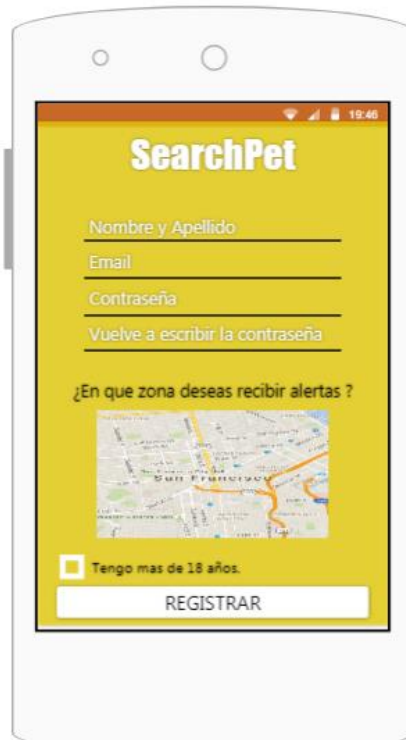 19:46
SearchPet
Nombre y Apellido
Email
Contraseña
Vuelve a escribir la contraseña
¿En que zona deseas recibir alertas ?
San Francisco
Tengo mas de 18 años.
REGISTRAR